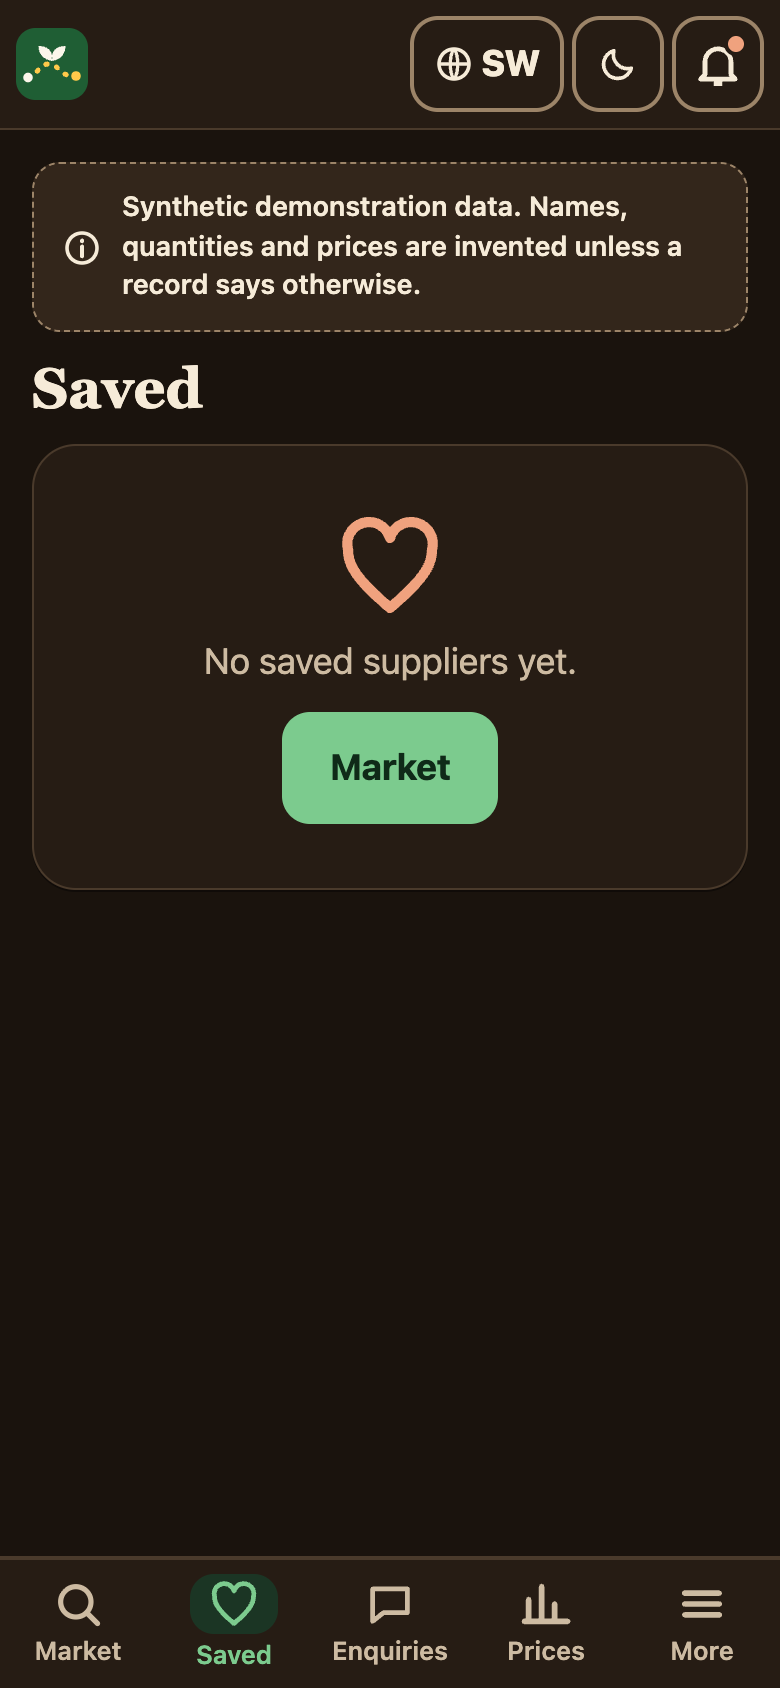 SW
Synthetic demonstration data. Names,
quantities and prices are invented unless a
record says otherwise.
Saved
No saved suppliers yet.
Market
Market
Saved
Enquiries
Prices
More